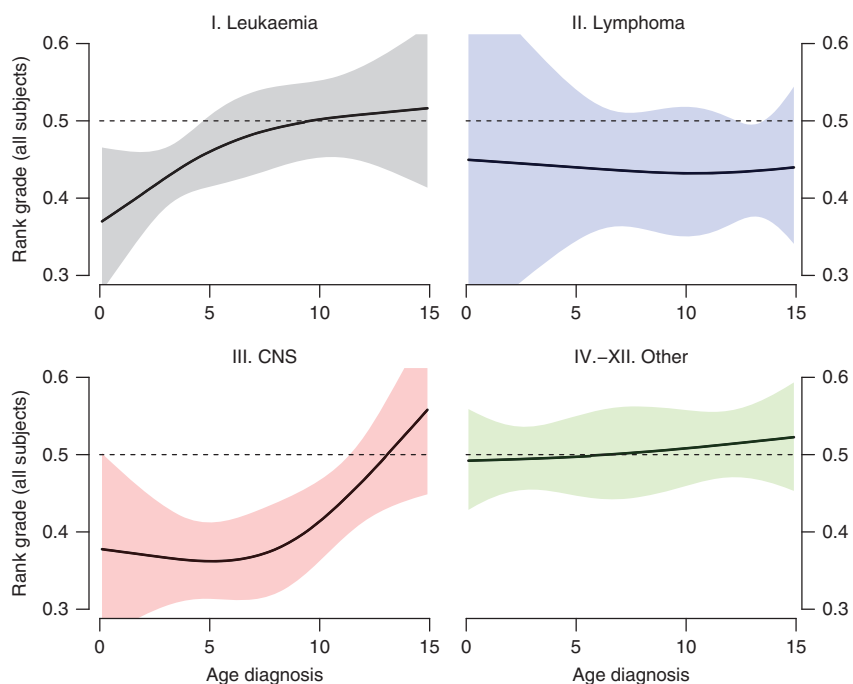 I. Leukaemia
II. Lymphoma
Rank grade (all subjects)
0.6
0.5
0.4
0.3
0.6
0.5
0.4
0.3
0 5 10 15
0 5 10 15
III. CNS
IV.–XII. Other
Rank grade (all subjects)
0.6
0.5
0.4
0.3
0.6
0.5
0.4
0.3
0 5 10 15
0 5 10 15
Age diagnosis
Age diagnosis